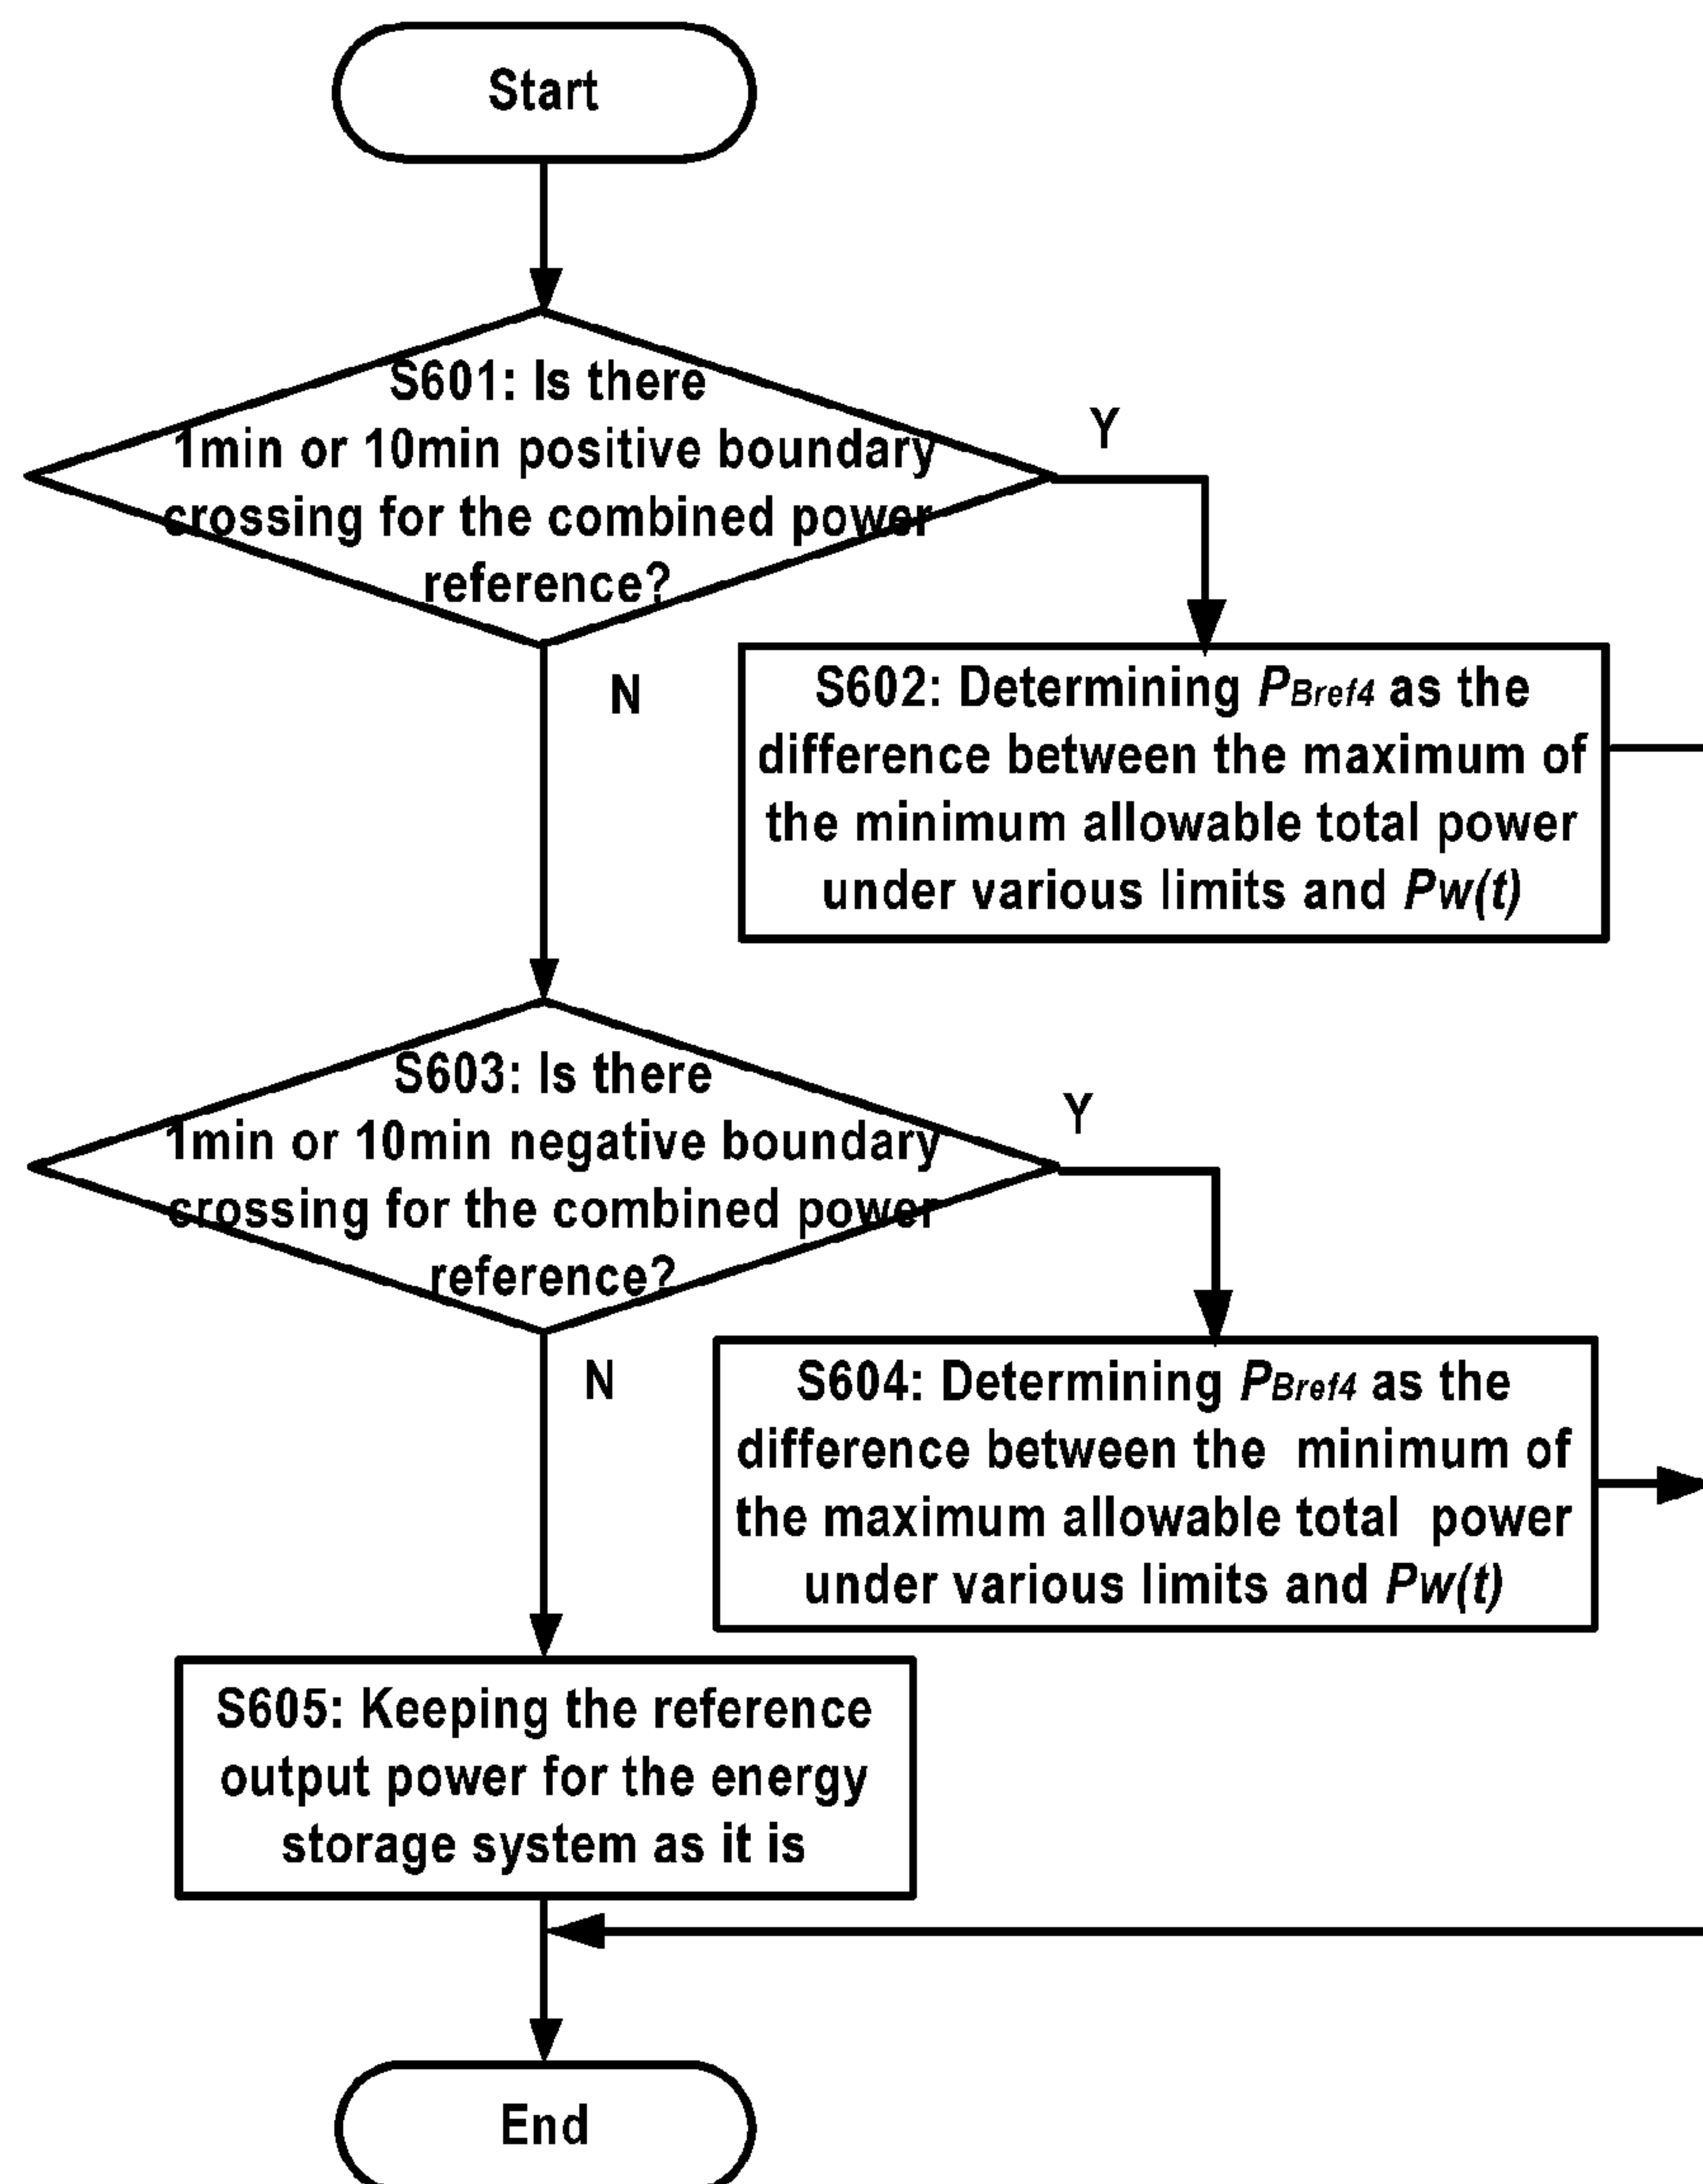 Start
S601: Is there
1min or 10min positive boundary
crossing for the combined power
reference?
Y
N
S602: Determining PBref4 as the
difference between the maximum of
the minimum allowable total power
under various limits and Pw(t)
S603: Is there
1min or 10min negative boundary
crossing for the combined power
reference?
Y
N
S604: Determining PBref4 as the
difference between the minimum of
the maximum allowable total power
under various limits and Pw(t)
S605: Keeping the reference
output power for the energy
storage system as it is
End